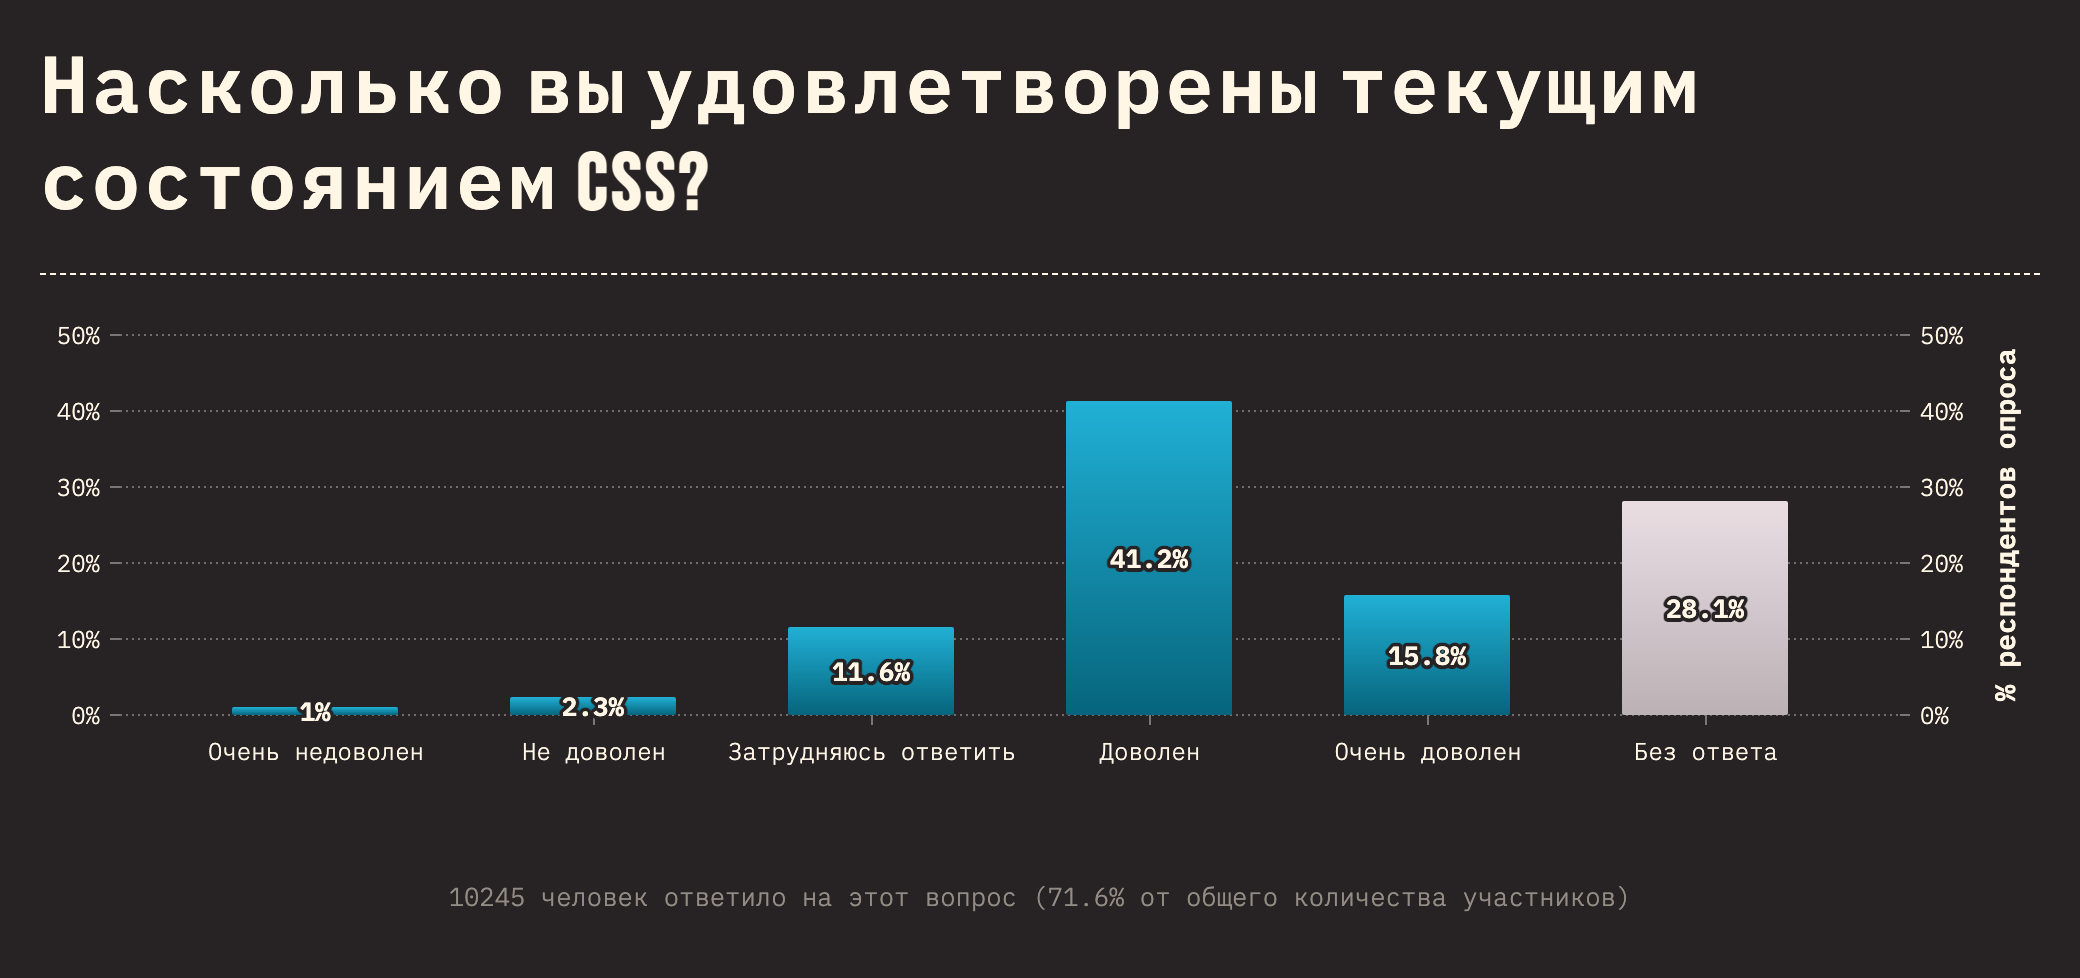 Насколько вы удовлетворены текущим
состоянием CSS?
50%
40%
30%
20%
10%
0%
50%
40%
30%
20%
10%
0%
% респондентов опроса
1%
2.3%
11.6%
41.2%
15.8%
28.1%
Очень недоволен
Не доволен
Затрудняюсь ответить
Доволен
Очень доволен
Без ответа
10245 человек ответило на этот вопрос (71.6% от общего количества участников)